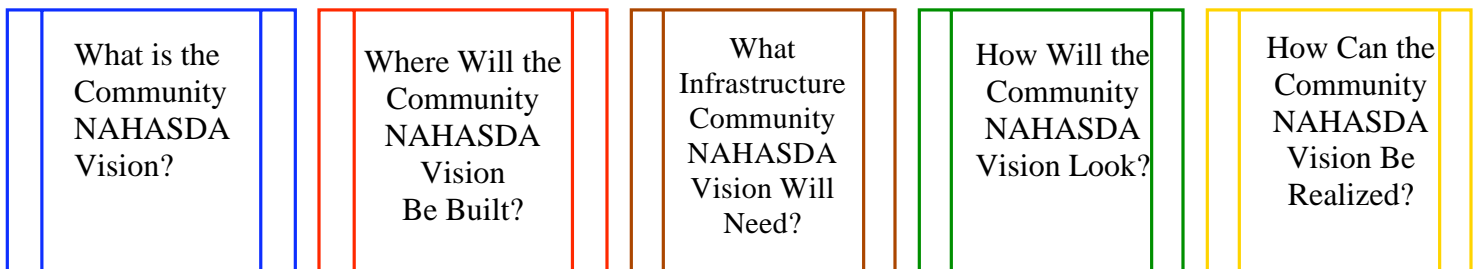 What is the
Community
NAHASDA
Vision?
Where Will the
Community
NAHASDA
Vision
Be Built?
What
Infrastructure
Community
NAHASDA
Vision Will
Need?
How Will the
Community
NAHASDA
Vision Look?
How Can the
Community
NAHASDA
Vision Be
Realized?